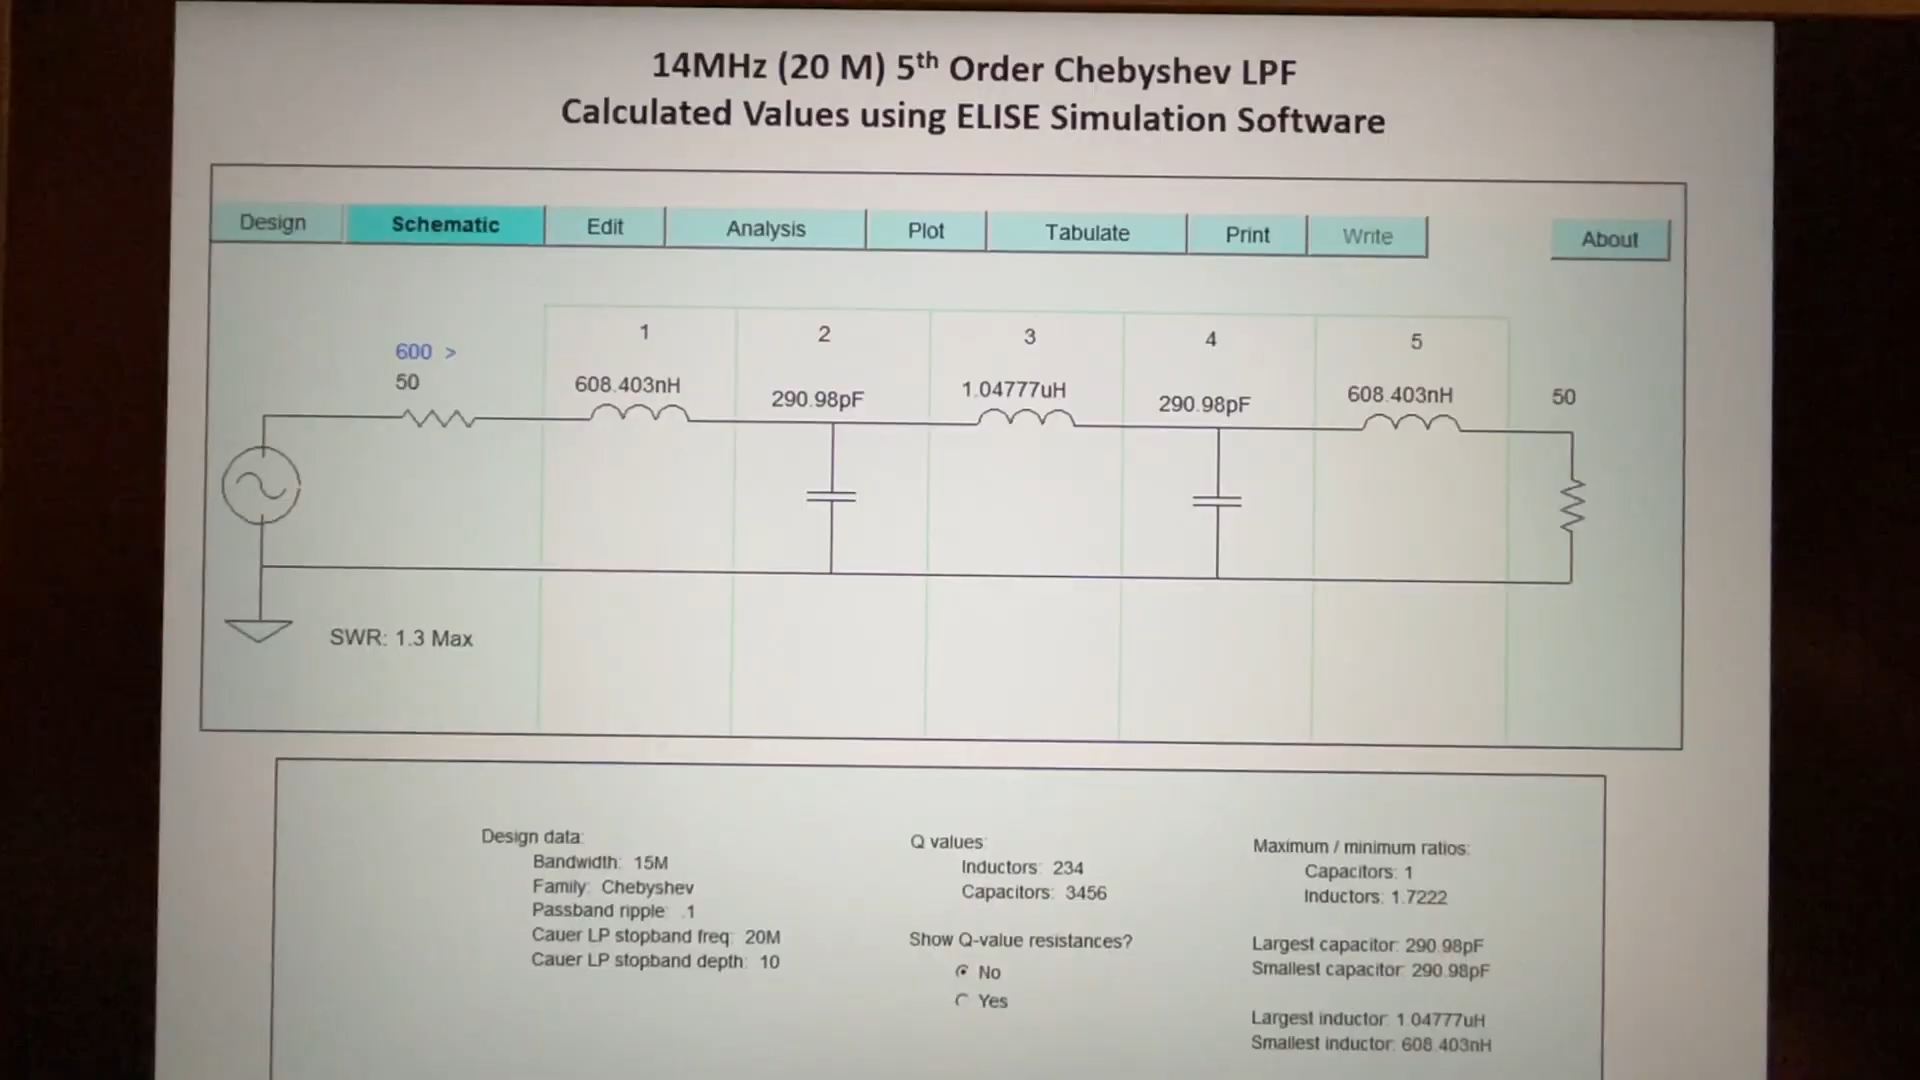 14MHz (20 M) 5th Order Chebyshev LPF
Calculated Values using ELISE Simulation Software
Design Schematic Edit Analysis Plot Tabulate Print Write About
1 2 3 4 5
600 >
50 608.403nH 290.98pF 1.04777uH 290.98pF 608.403nH 50
SWR: 1.3 Max
Design data:
Bandwidth: 15M
Family: Chebyshev
Passband ripple: .1
Cauer LP stopband freq: 20M
Cauer LP stopband depth: 10
Q values:
Inductors: 234
Capacitors: 3456
Show Q-value resistances?
No
Yes
Maximum / minimum ratios:
Capacitors: 1
Inductors: 1.7222
Largest capacitor: 290.98pF
Smallest capacitor: 290.98pF
Largest inductor: 1.04777uH
Smallest inductor: 608.403nH